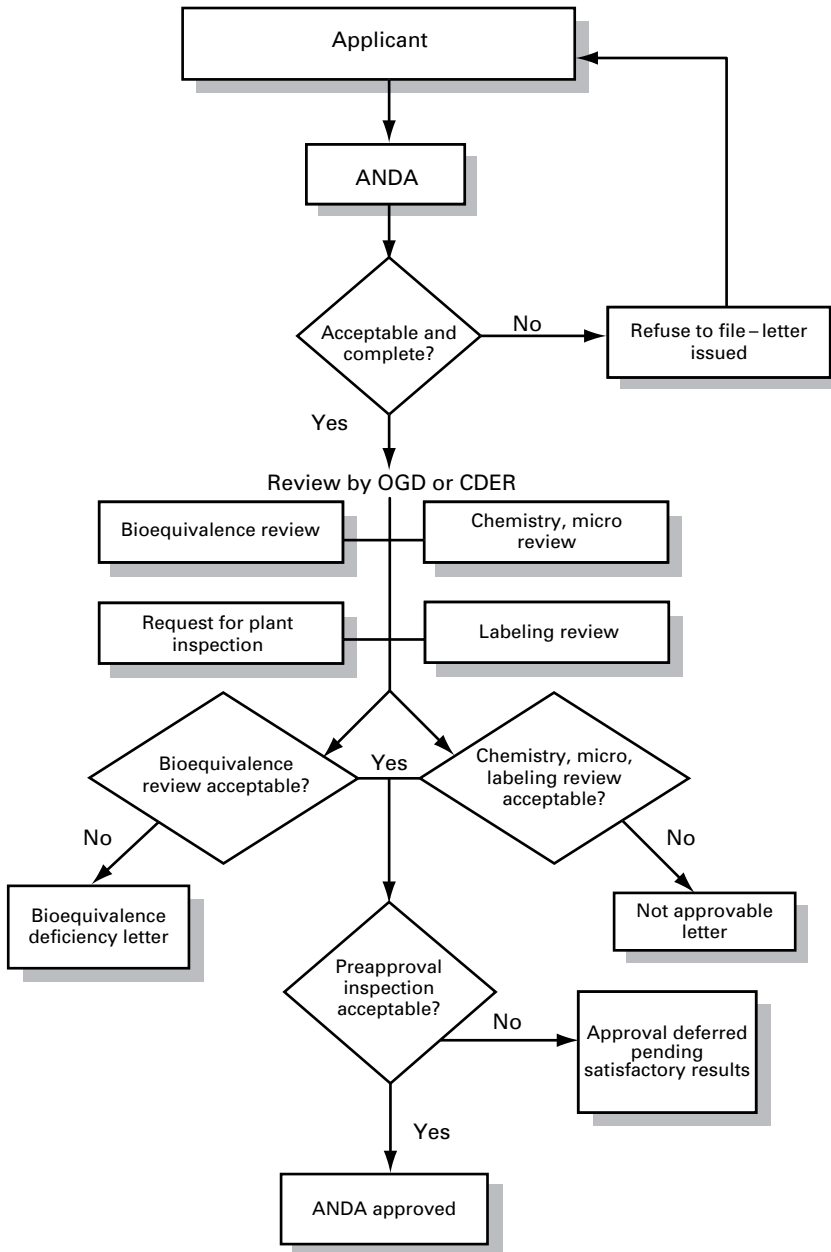 Applicant
ANDA
Acceptable and
complete?
No
Refuse to file–letter
issued
Yes
Review by OGD or CDER
Bioequivalence review
Chemistry, micro
review
Request for plant
inspection
Labeling review
Bioequivalence
review acceptable?
Yes
Chemistry, micro,
labeling review
acceptable?
No
No
Bioequivalence
deficiency letter
Not approvable
letter
Preapproval
inspection
acceptable?
No
Approval deferred
pending
satisfactory results
Yes
ANDA approved